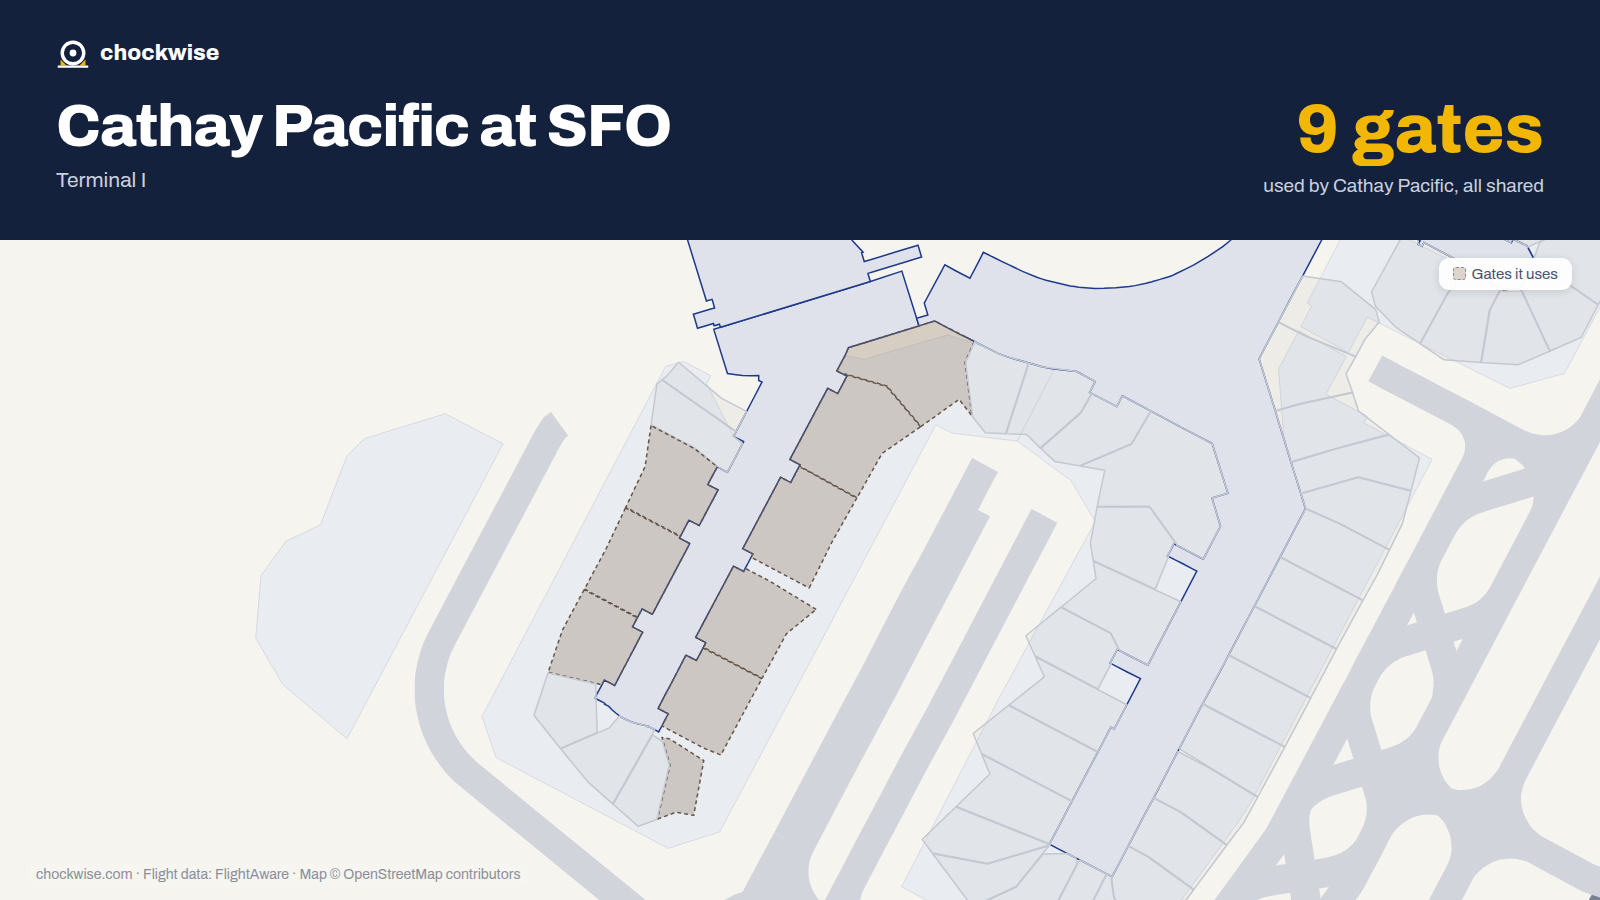 chockwise
Cathay Pacific at SFO
Terminal I
9 gates
used by Cathay Pacific, all shared
Gates it uses
chockwise.com · Flight data: FlightAware · Map © OpenStreetMap contributors